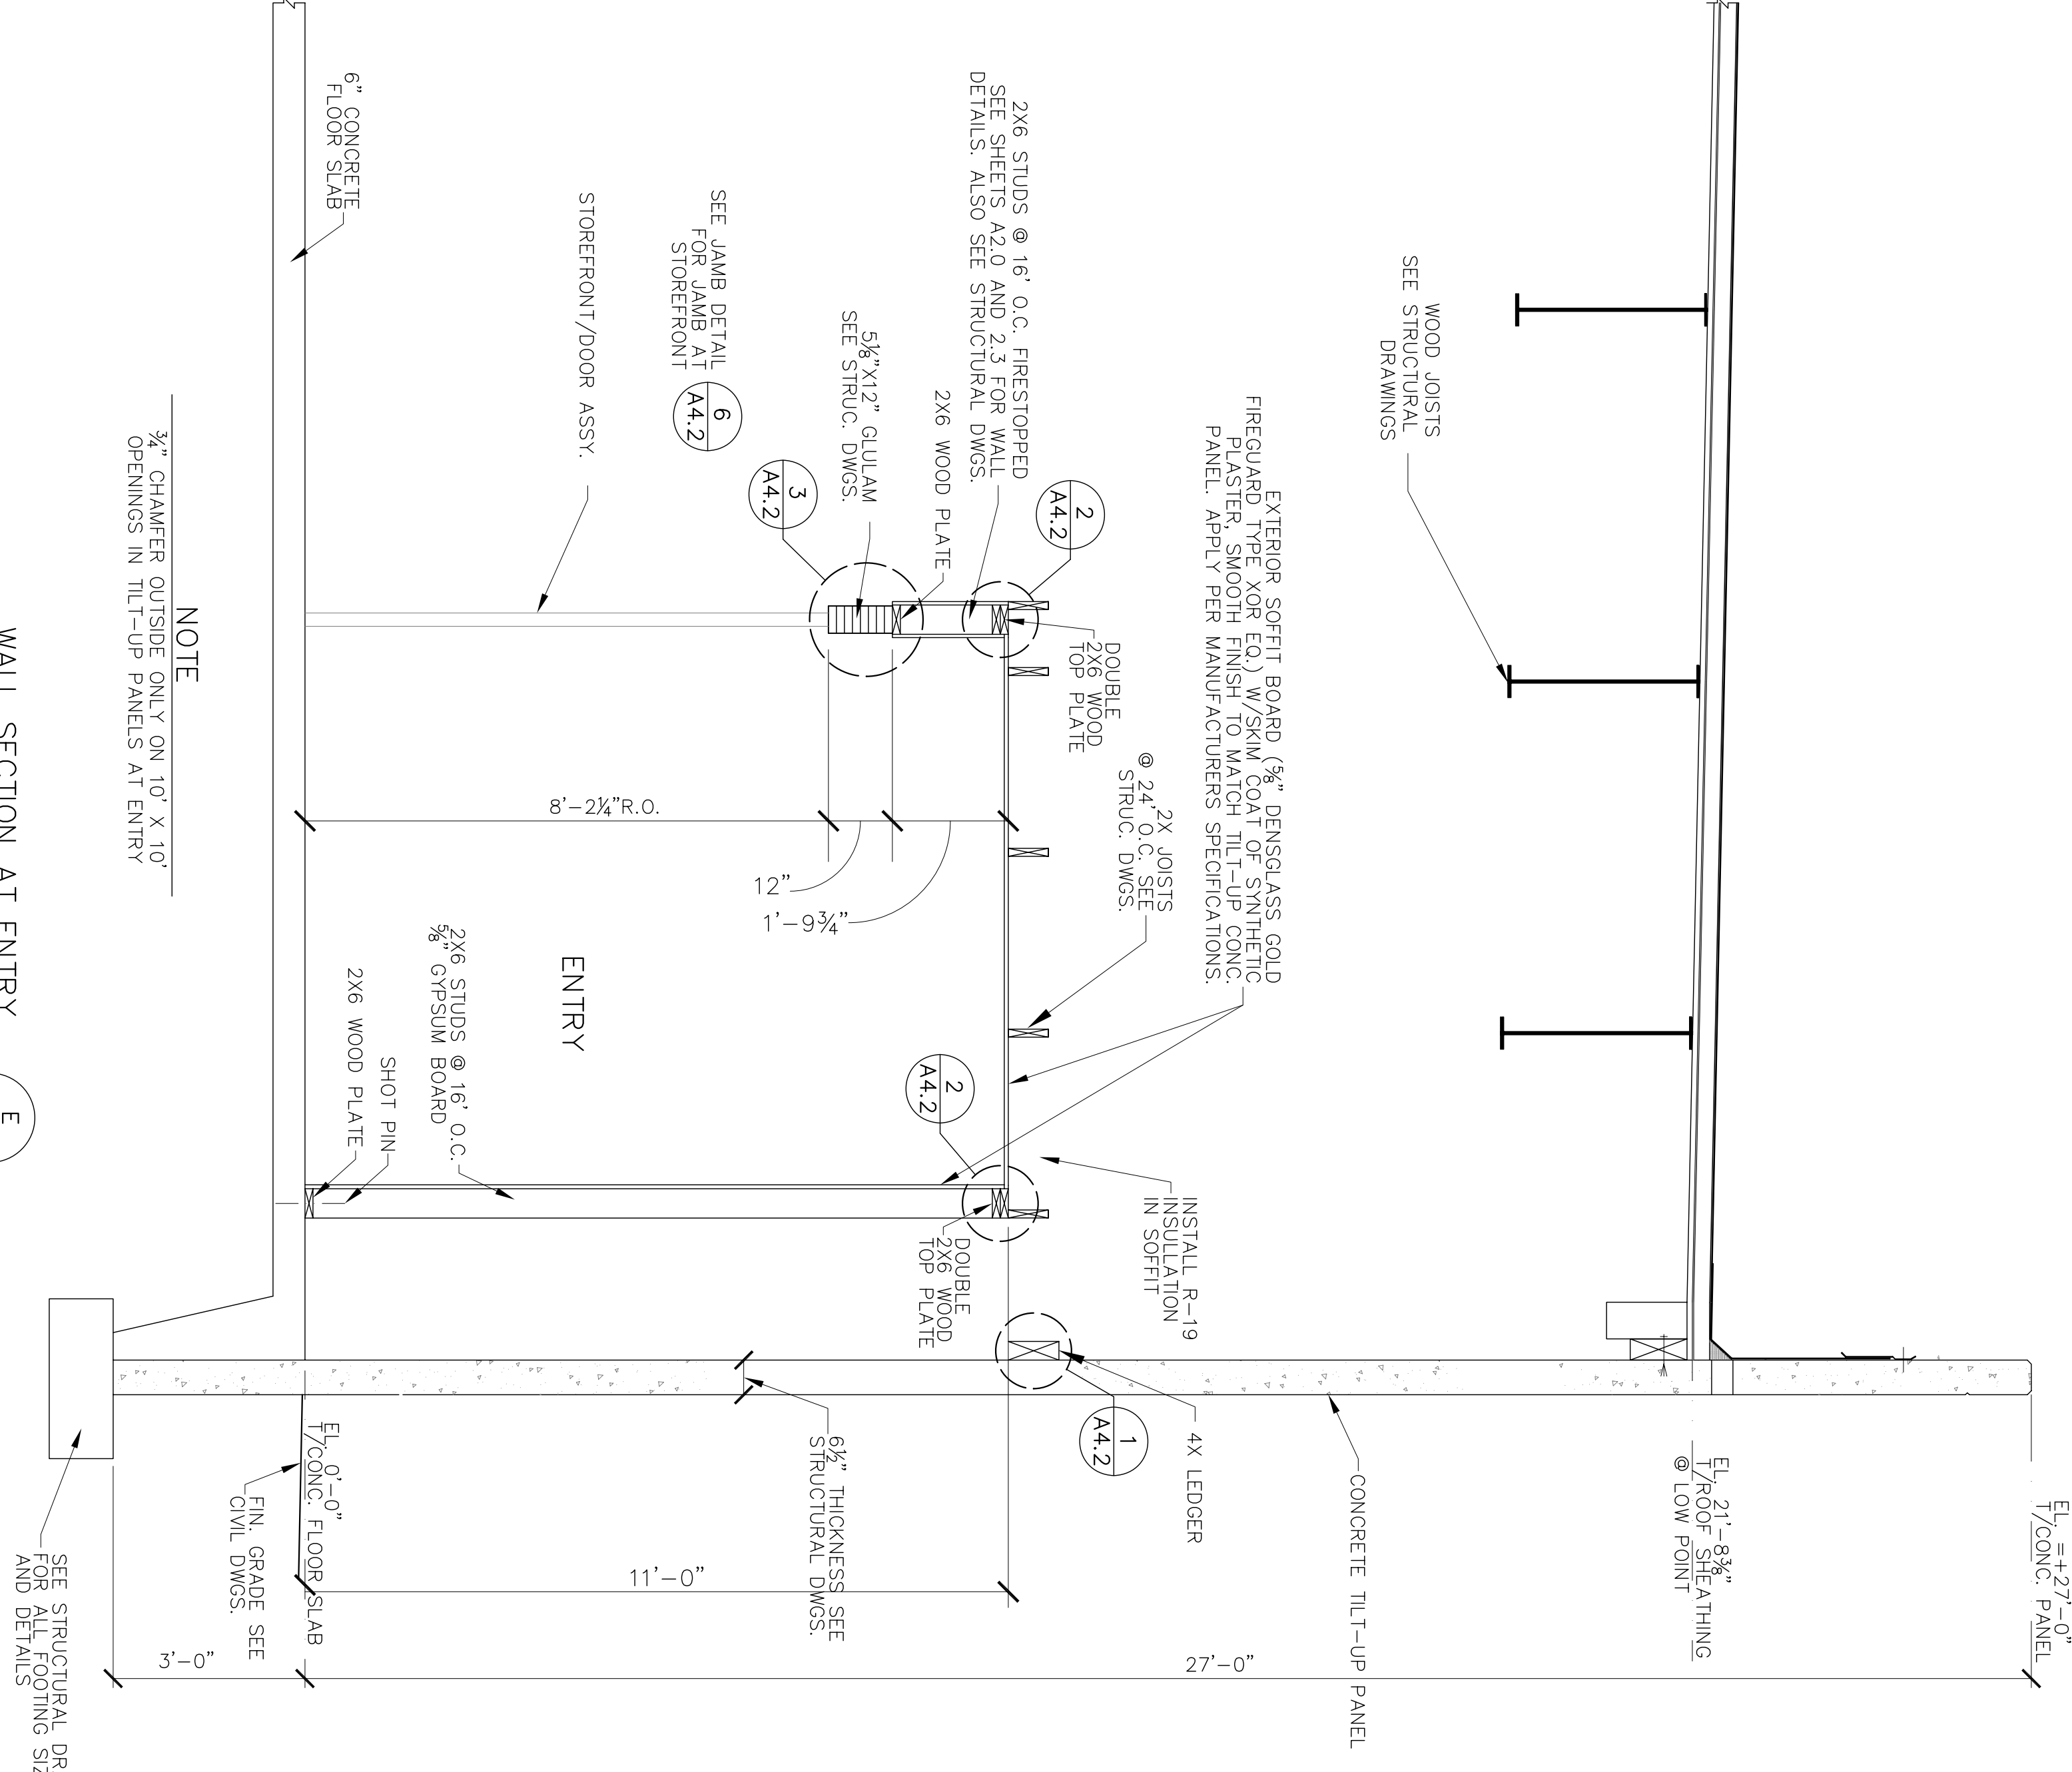 EL. =+27'-0"
T/CONC. PANEL
EL. 21'-8⅜"
T/ROOF SHEATHING
@ LOW POINT
WOOD JOISTS
SEE STRUCTURAL
DRAWINGS
CONCRETE TILT-UP PANEL
27'-0"
EXTERIOR SOFFIT BOARD (⅝" DENSGLASS GOLD
FIREGUARD TYPE XOR EQ.) W/SKIM COAT OF SYNTHETIC
PLASTER, SMOOTH FINISH TO MATCH TILT-UP CONC.
PANEL. APPLY PER MANUFACTURERS SPECIFICATIONS.
INSTALL R-19
INSULLATION
IN SOFFIT
4X LEDGER
1
A4.2
2X JOISTS
@ 24' O.C. SEE
STRUC. DWGS.
DOUBLE
2X6 WOOD
TOP PLATE
2
A4.2
2X6 STUDS @ 16' O.C. FIRESTOPPED
SEE SHEETS A2.0 AND 2.3 FOR WALL
DETAILS. ALSO SEE STRUCTURAL DWGS.
2X6 WOOD PLATE
DOUBLE
2X6 WOOD
TOP PLATE
2
A4.2
5⅛"X12" GLULAM
SEE STRUC. DWGS.
3
A4.2
1'-9¾"
12"
6½" THICKNESS SEE
STRUCTURAL DWGS.
SEE JAMB DETAIL
FOR JAMB AT
STOREFRONT
6
A4.2
8'-2¼"R.O.
11'-0"
STOREFRONT/DOOR ASSY.
ENTRY
2X6 STUDS @ 16' O.C.
⅝" GYPSUM BOARD
SHOT PIN
2X6 WOOD PLATE
6" CONCRETE
FLOOR SLAB
EL. 0'-0"
T/CONC. FLOOR SLAB
FIN. GRADE SEE
CIVIL DWGS.
3'-0"
NOTE
¾" CHAMFER OUTSIDE ONLY ON 10' X 10'
OPENINGS IN TILT-UP PANELS AT ENTRY
SEE STRUCTURAL
FOR ALL FOOTING
AND DETAILS
WALL SECTION AT ENTRY
E